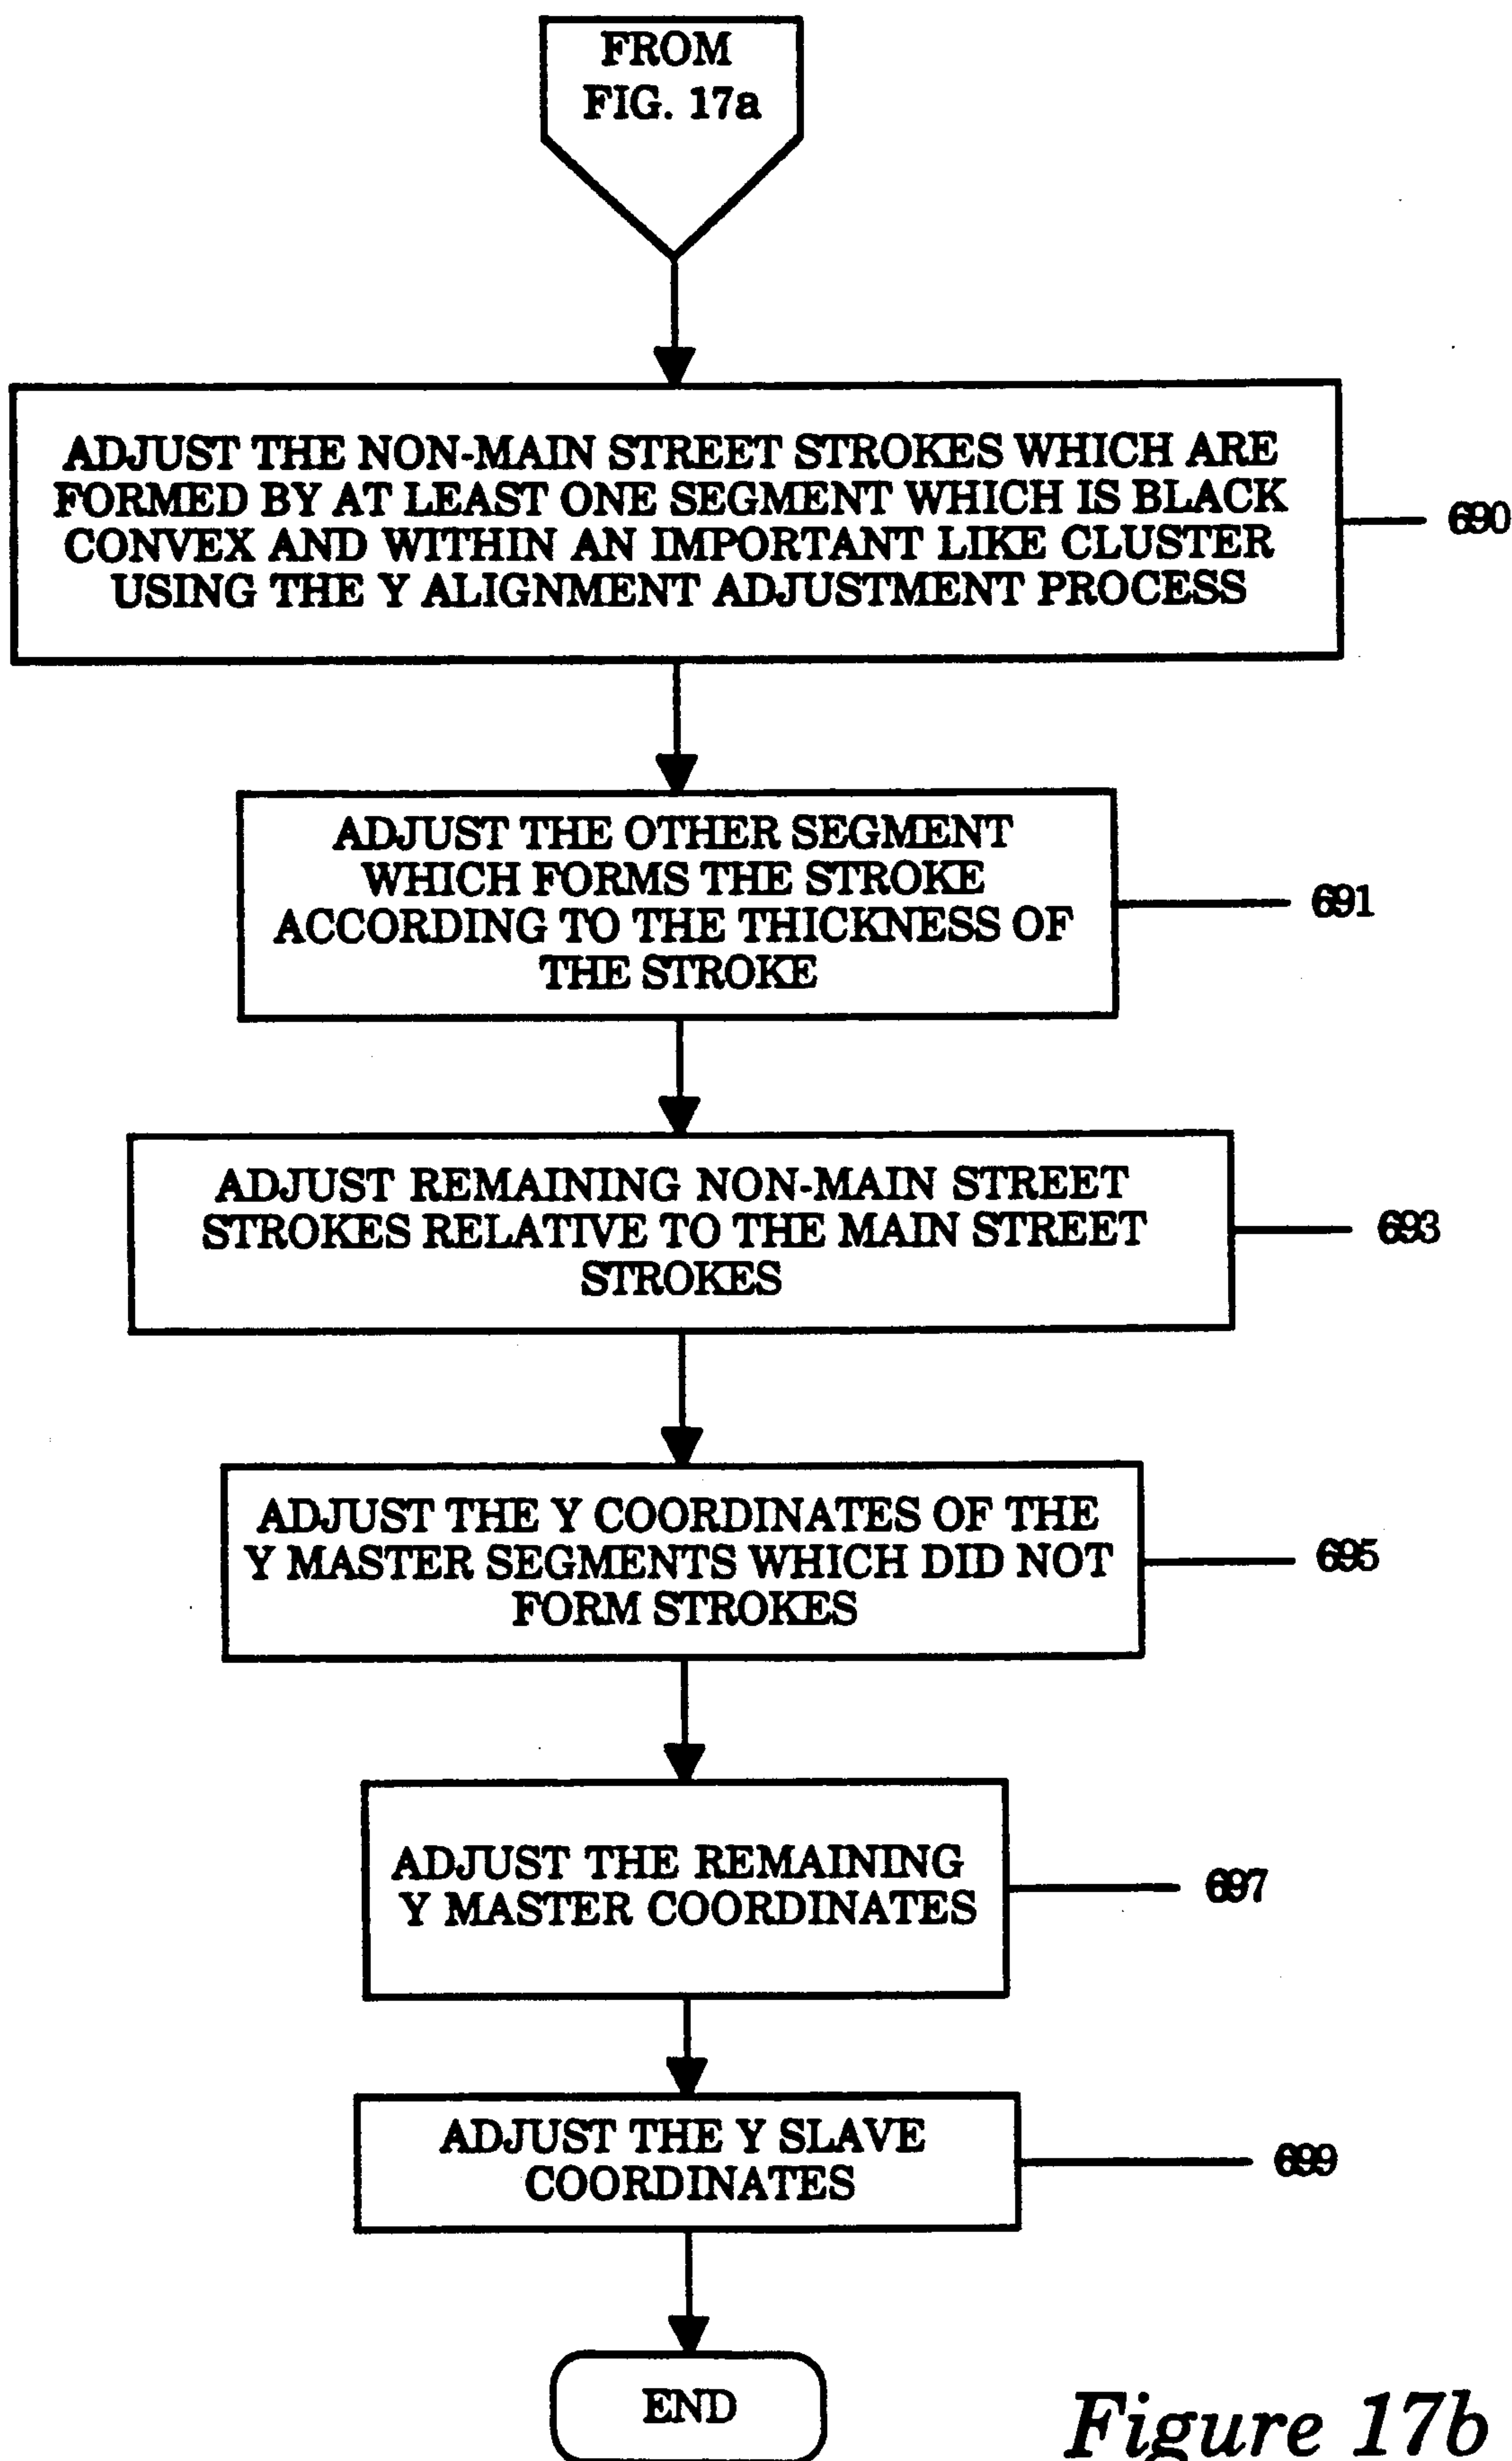 FROM
FIG. 17a
ADJUST THE NON-MAIN STREET STROKES WHICH ARE
FORMED BY AT LEAST ONE SEGMENT WHICH IS BLACK
CONVEX AND WITHIN AN IMPORTANT LIKE CLUSTER
USING THE Y ALIGNMENT ADJUSTMENT PROCESS
690
ADJUST THE OTHER SEGMENT
WHICH FORMS THE STROKE
ACCORDING TO THE THICKNESS OF
THE STROKE
691
ADJUST REMAINING NON-MAIN STREET
STROKES RELATIVE TO THE MAIN STREET
STROKES
693
ADJUST THE Y COORDINATES OF THE
Y MASTER SEGMENTS WHICH DID NOT
FORM STROKES
695
ADJUST THE REMAINING
Y MASTER COORDINATES
697
ADJUST THE Y SLAVE
COORDINATES
699
END
Figure 17b